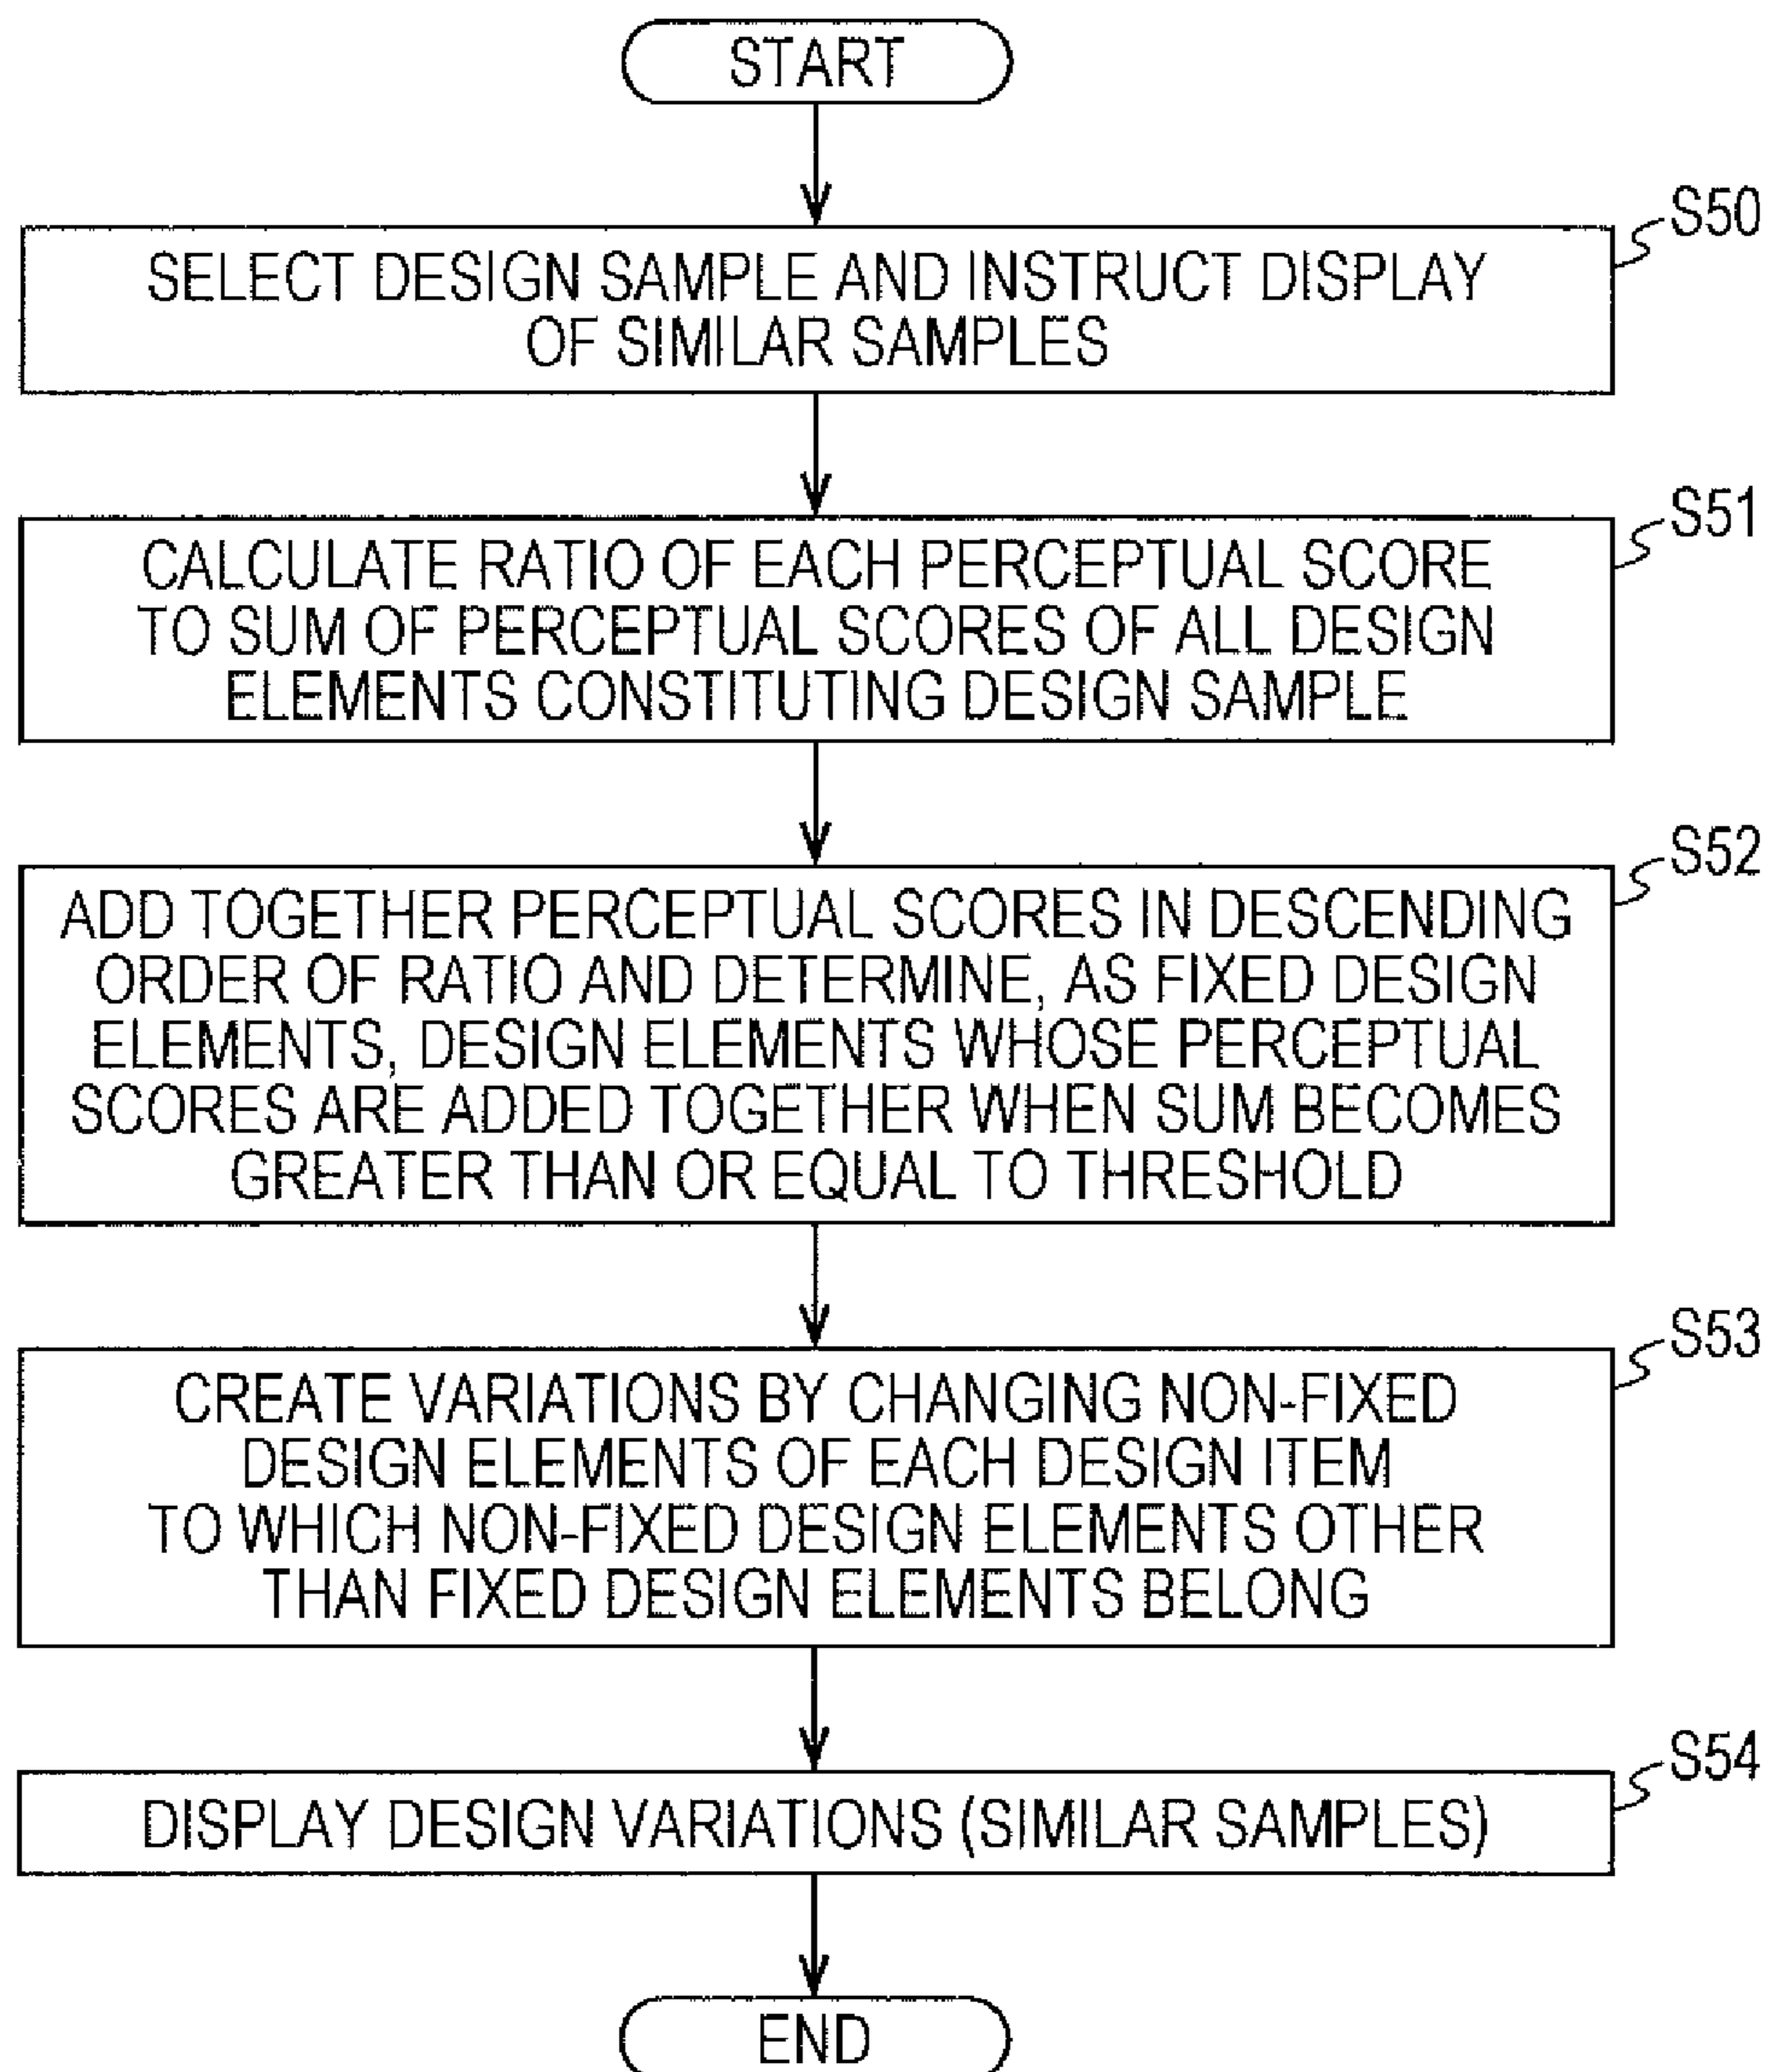 START
S50
SELECT DESIGN SAMPLE AND INSTRUCT DISPLAY
OF SIMILAR SAMPLES
S51
CALCULATE RATIO OF EACH PERCEPTUAL SCORE
TO SUM OF PERCEPTUAL SCORES OF ALL DESIGN
ELEMENTS CONSTITUTING DESIGN SAMPLE
S52
ADD TOGETHER PERCEPTUAL SCORES IN DESCENDING
ORDER OF RATIO AND DETERMINE, AS FIXED DESIGN
ELEMENTS, DESIGN ELEMENTS WHOSE PERCEPTUAL
SCORES ARE ADDED TOGETHER WHEN SUM BECOMES
GREATER THAN OR EQUAL TO THRESHOLD
S53
CREATE VARIATIONS BY CHANGING NON-FIXED
DESIGN ELEMENTS OF EACH DESIGN ITEM
TO WHICH NON-FIXED DESIGN ELEMENTS OTHER
THAN FIXED DESIGN ELEMENTS BELONG
S54
DISPLAY DESIGN VARIATIONS (SIMILAR SAMPLES)
END